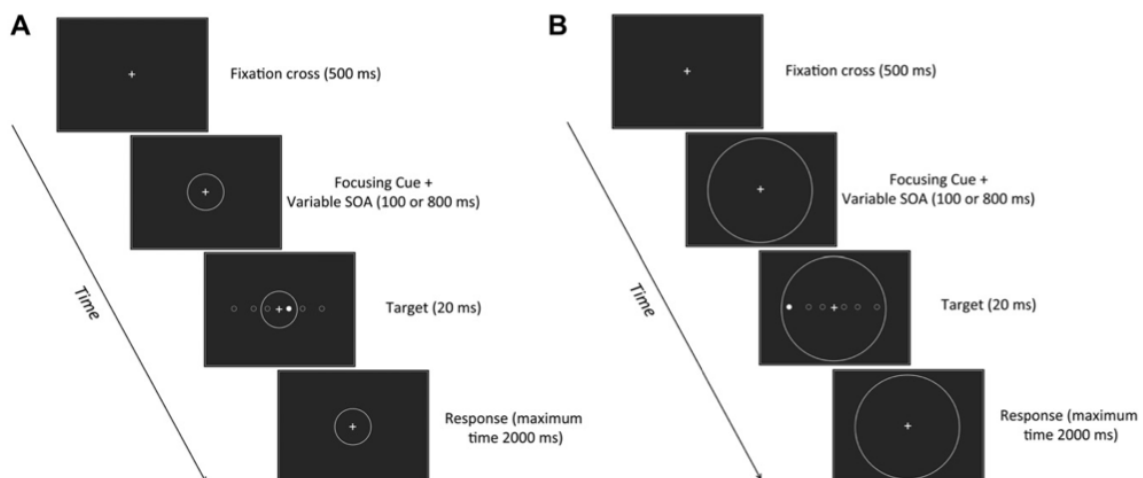 A
Fixation cross (500 ms)
Focusing Cue +
Variable SOA (100 or 800 ms)
Target (20 ms)
Time
Response (maximum
time 2000 ms)
B
Fixation cross (500 ms)
Focusing Cue +
Variable SOA (100 or 800 ms)
Target (20 ms)
Time
Response (maximum
time 2000 ms)